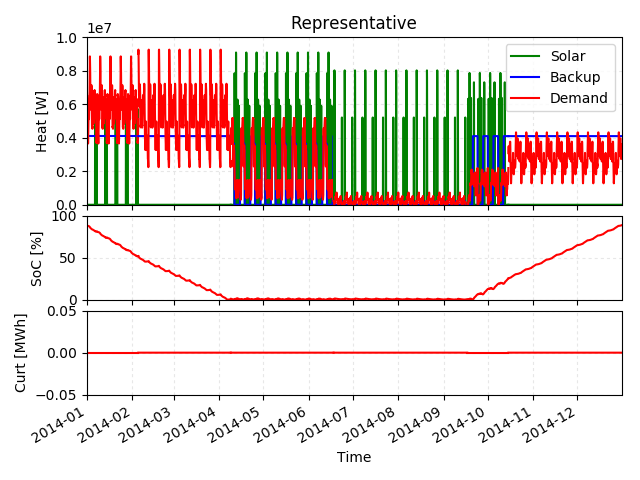 Representative
1e7
1.0
0.8
0.6
0.4
0.2
0.0
Heat [W]
Solar
Backup
Demand
100
50
0
SoC [%]
0.05
0.00
−0.05
Curt [MWh]
2014-01
2014-02
2014-03
2014-04
2014-05
2014-06
2014-07
2014-08
2014-09
2014-10
2014-11
2014-12
Time